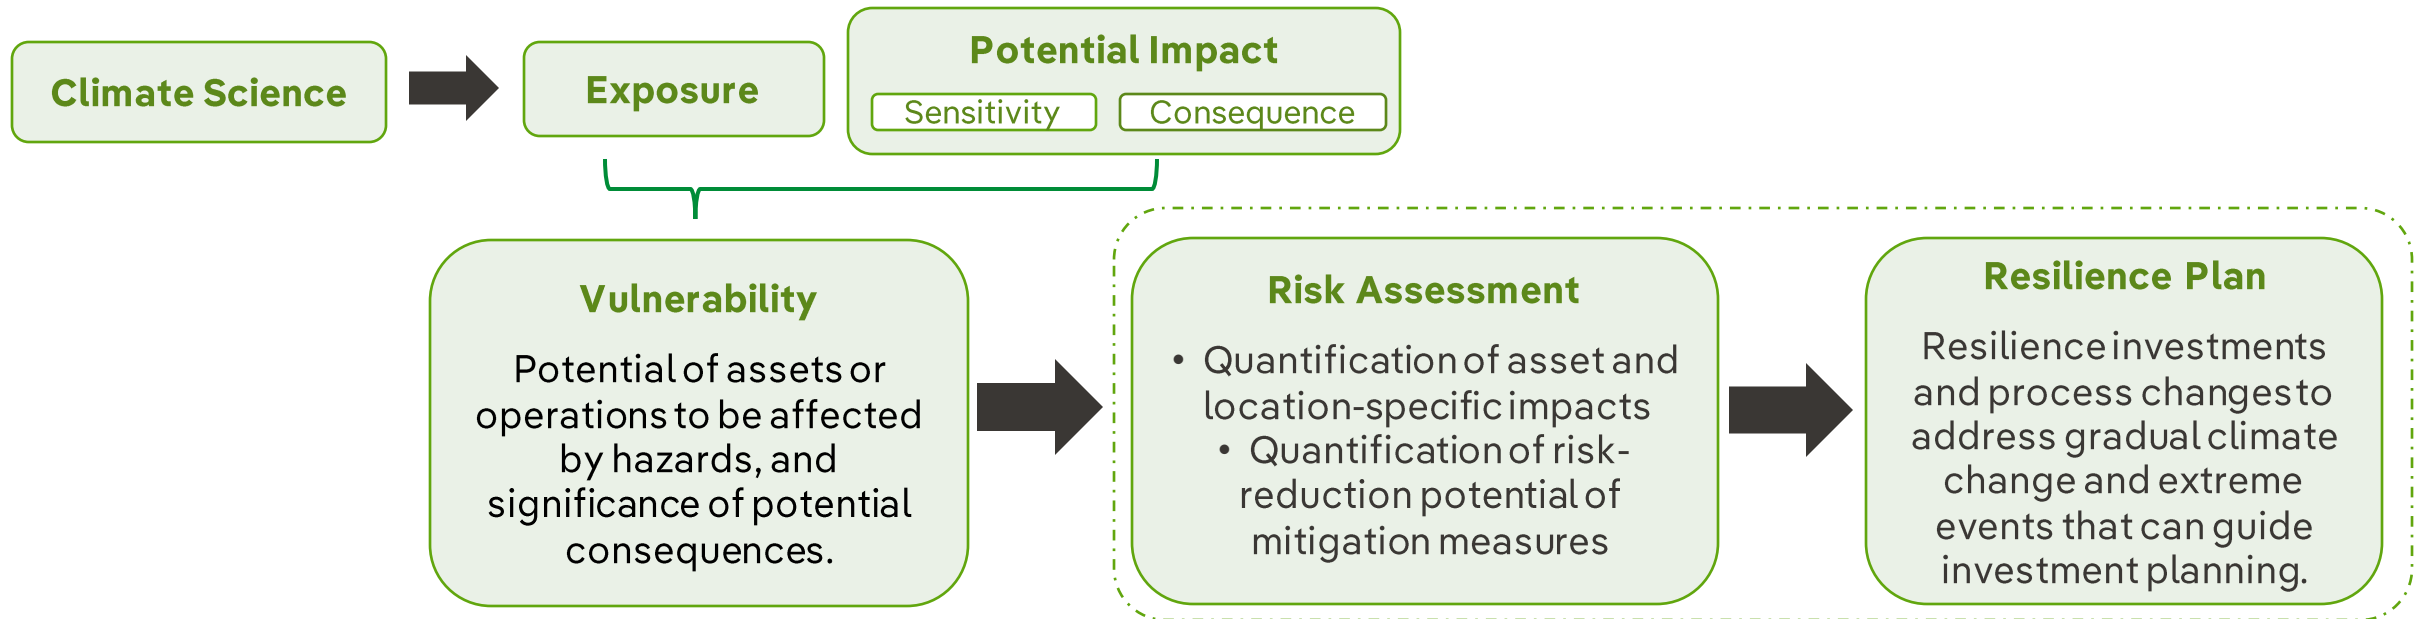 Climate Science
Exposure
Potential Impact
Sensitivity
Consequence
Vulnerability
Potential of assets or
operations to be affected
by hazards, and
significance of potential
consequences.
Risk Assessment
• Quantification of asset and
location-specific impacts
• Quantification of risk-
reduction potential of
mitigation measures
Resilience Plan
Resilience investments
and process changes to
address gradual climate
change and extreme
events that can guide
investment planning.